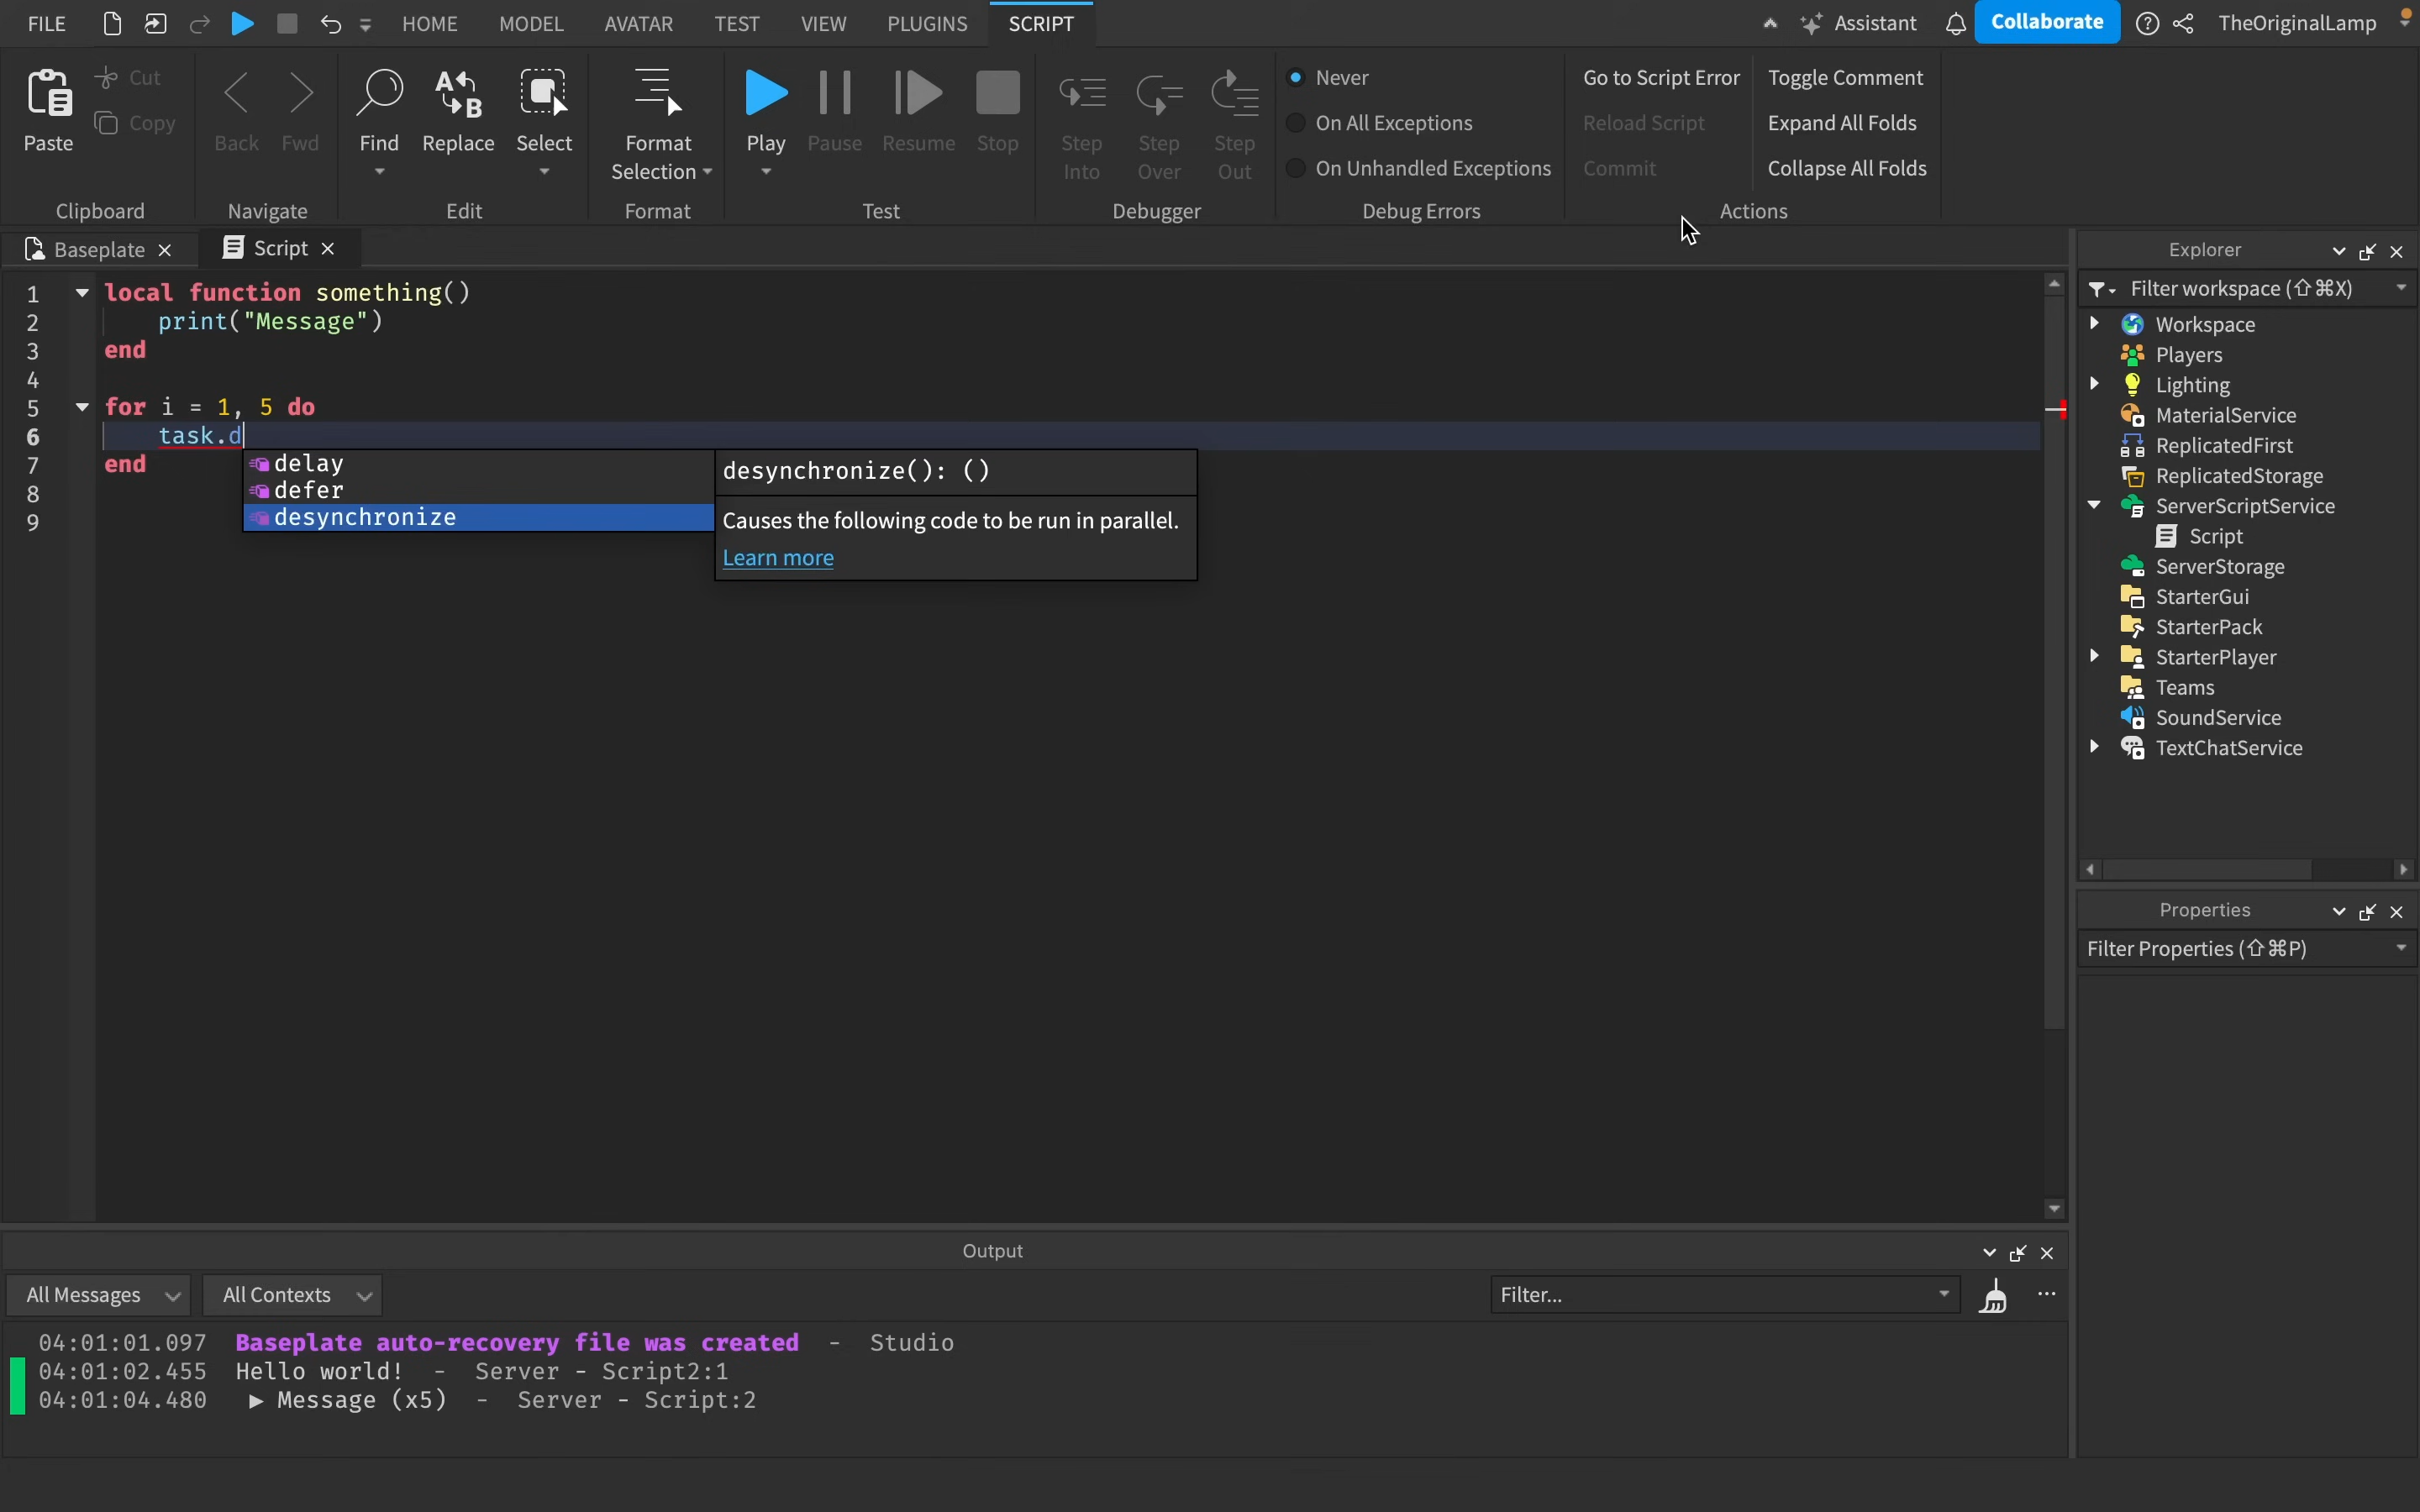 FILE HOME MODEL AVATAR TEST VIEW PLUGINS SCRIPT Assistant Collaborate TheOriginalLamp
Paste Cut Copy
Clipboard
Back Fwd
Navigate
Find Replace Select
Edit
Format Selection
Format
Play Pause Resume Stop
Test
Step Into Step Over Step Out
Debugger
Never
On All Exceptions
On Unhandled Exceptions
Debug Errors
Go to Script Error Toggle Comment
Reload Script Expand All Folds
Commit Collapse All Folds
Actions
Baseplate Script
1 local function something()
2 print("Message")
3 end
4
5 for i = 1, 5 do
6 task.d
7 end
8
9
delay
defer
desynchronize
desynchronize(): ()
Causes the following code to be run in parallel.
Learn more
Explorer
Filter workspace (⇧⌘X)
Workspace
Players
Lighting
MaterialService
ReplicatedFirst
ReplicatedStorage
ServerScriptService
Script
ServerStorage
StarterGui
StarterPack
StarterPlayer
Teams
SoundService
TextChatService
Properties
Filter Properties (⇧⌘P)
Output
All Messages All Contexts Filter...
04:01:01.097 Baseplate auto-recovery file was created - Studio
04:01:02.455 Hello world! - Server - Script2:1
04:01:04.480 ▶ Message (x5) - Server - Script:2